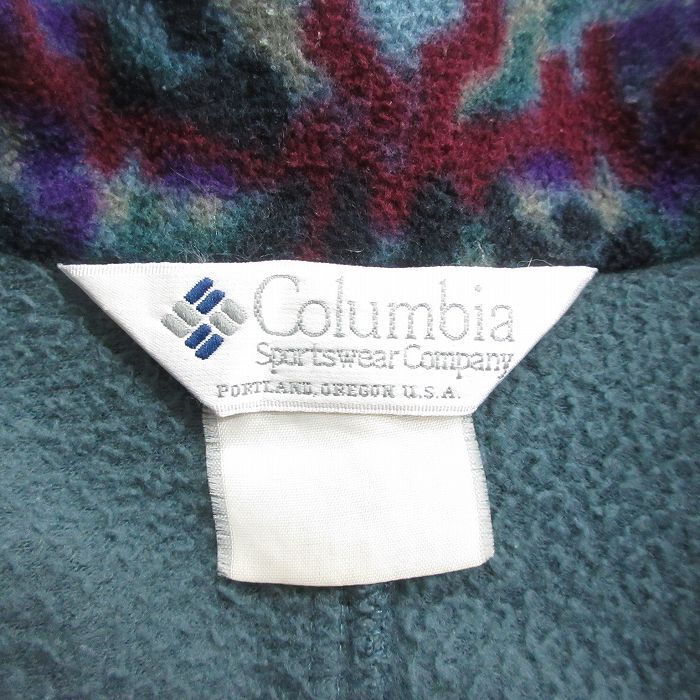 Columbia
Sportswear Company
PORTLAND, OREGON U.S.A.